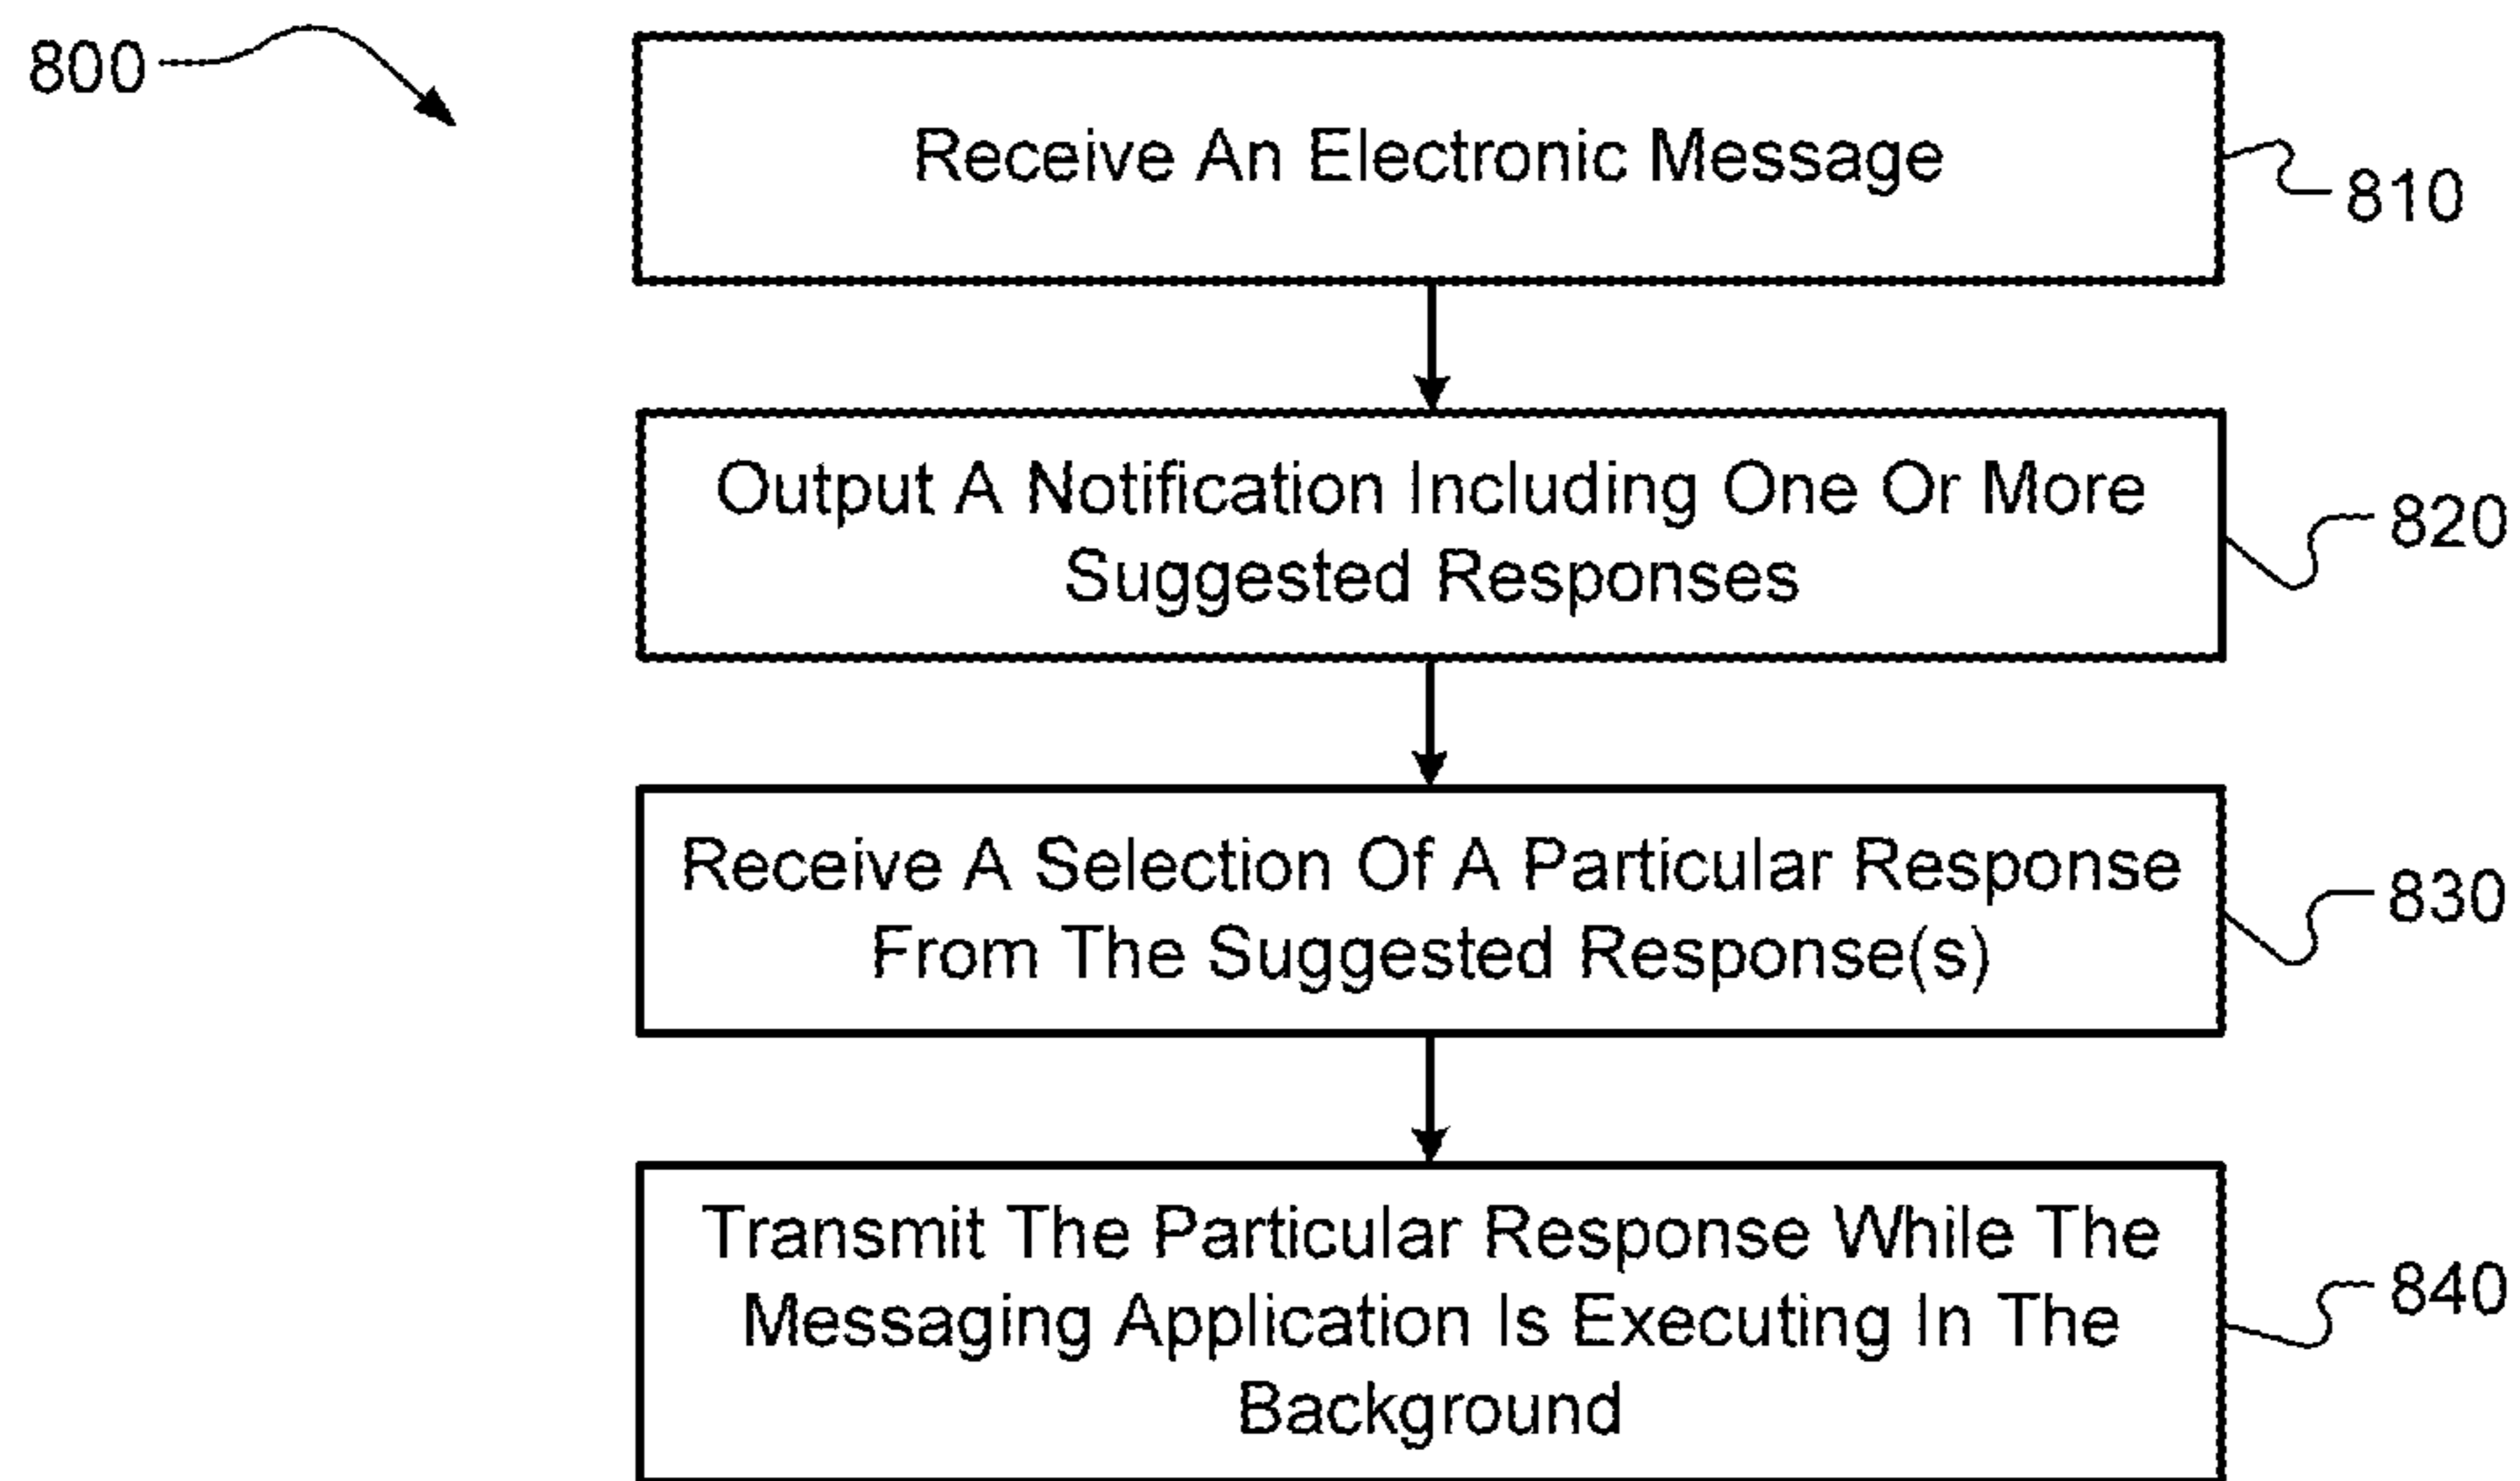 800
Receive An Electronic Message
810
Output A Notification Including One Or More
Suggested Responses
820
Receive A Selection Of A Particular Response
From The Suggested Response(s)
830
Transmit The Particular Response While The
Messaging Application Is Executing In The
Background
840